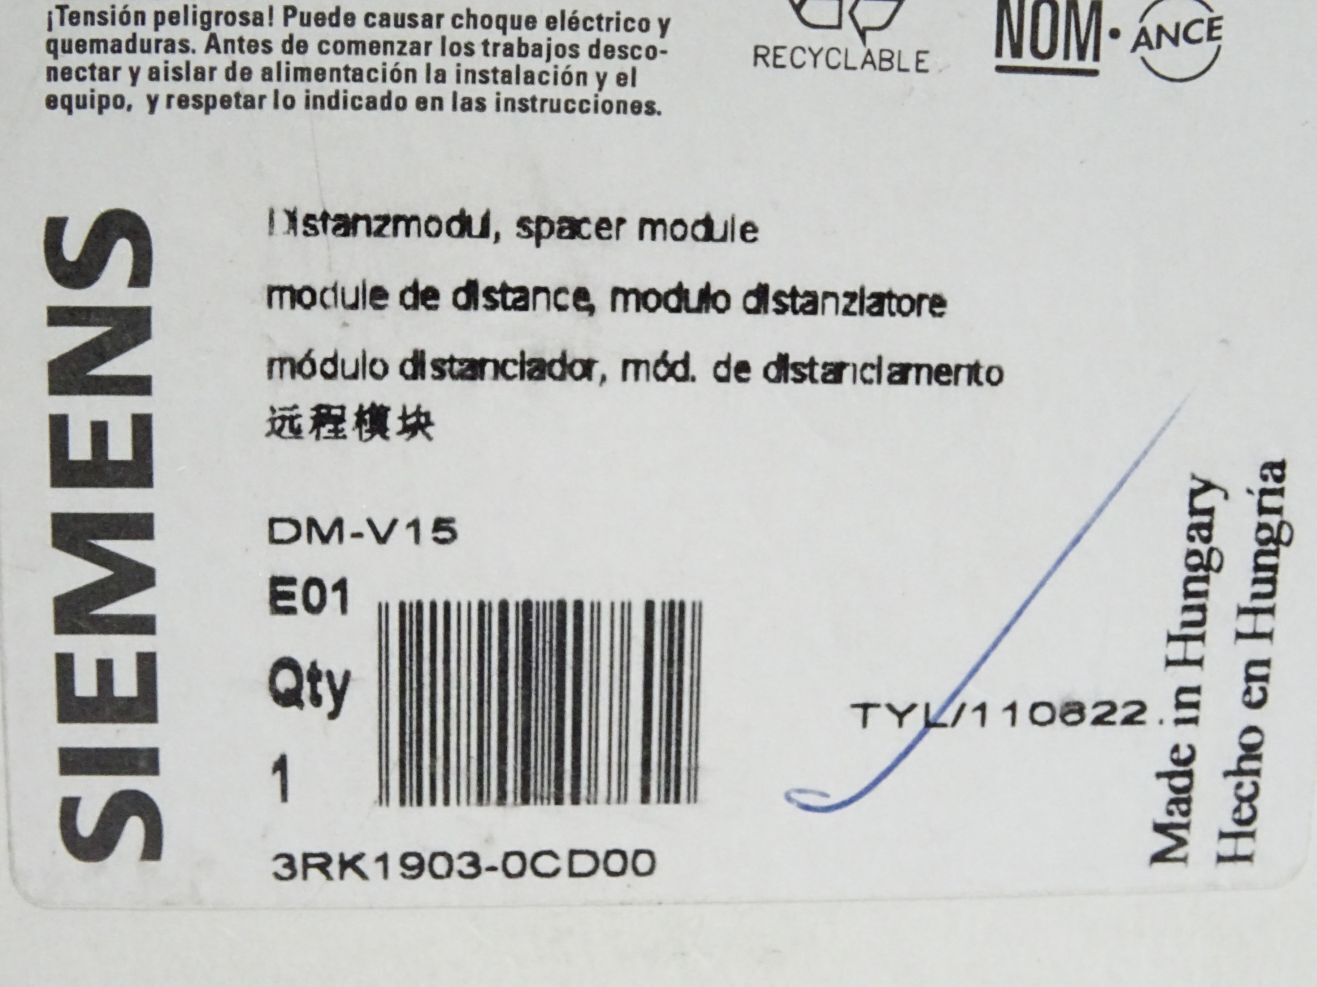 ¡Tensión peligrosa! Puede causar choque eléctrico y
quemaduras. Antes de comenzar los trabajos desco-
nectar y aislar de alimentación la instalación y el
equipo, y respetar lo indicado en las instrucciones.
RECYCLABLE
NOM • ANCE
SIEMENS
Distanzmodul, spacer module
module de distance, modulo distanziatore
módulo distanciador, mód. de distanciamento
远程模块
DM-V15
E01
Qty
1
TYL/110822.
3RK1903-0CD00
Made in Hungary
Hecho en Hungría